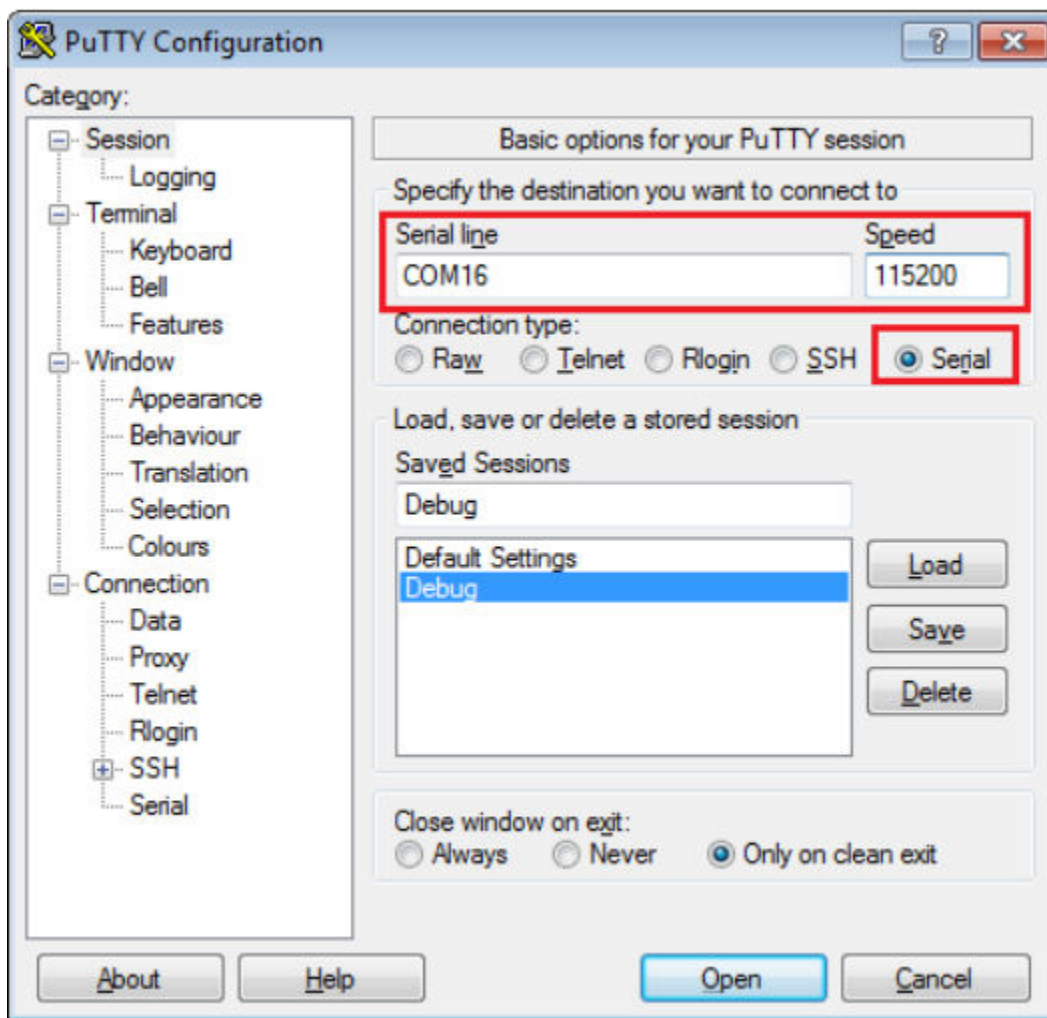 PuTTY Configuration
Category:
Session
Logging
Terminal
Keyboard
Bell
Features
Window
Appearance
Behaviour
Translation
Selection
Colours
Connection
Data
Proxy
Telnet
Rlogin
SSH
Serial
Basic options for your PuTTY session
Specify the destination you want to connect to
Serial line Speed
COM16 115200
Connection type:
Raw Telnet Rlogin SSH Serial
Load, save or delete a stored session
Saved Sessions
Debug
Default Settings
Debug
Load
Save
Delete
Close window on exit:
Always Never Only on clean exit
About Help Open Cancel